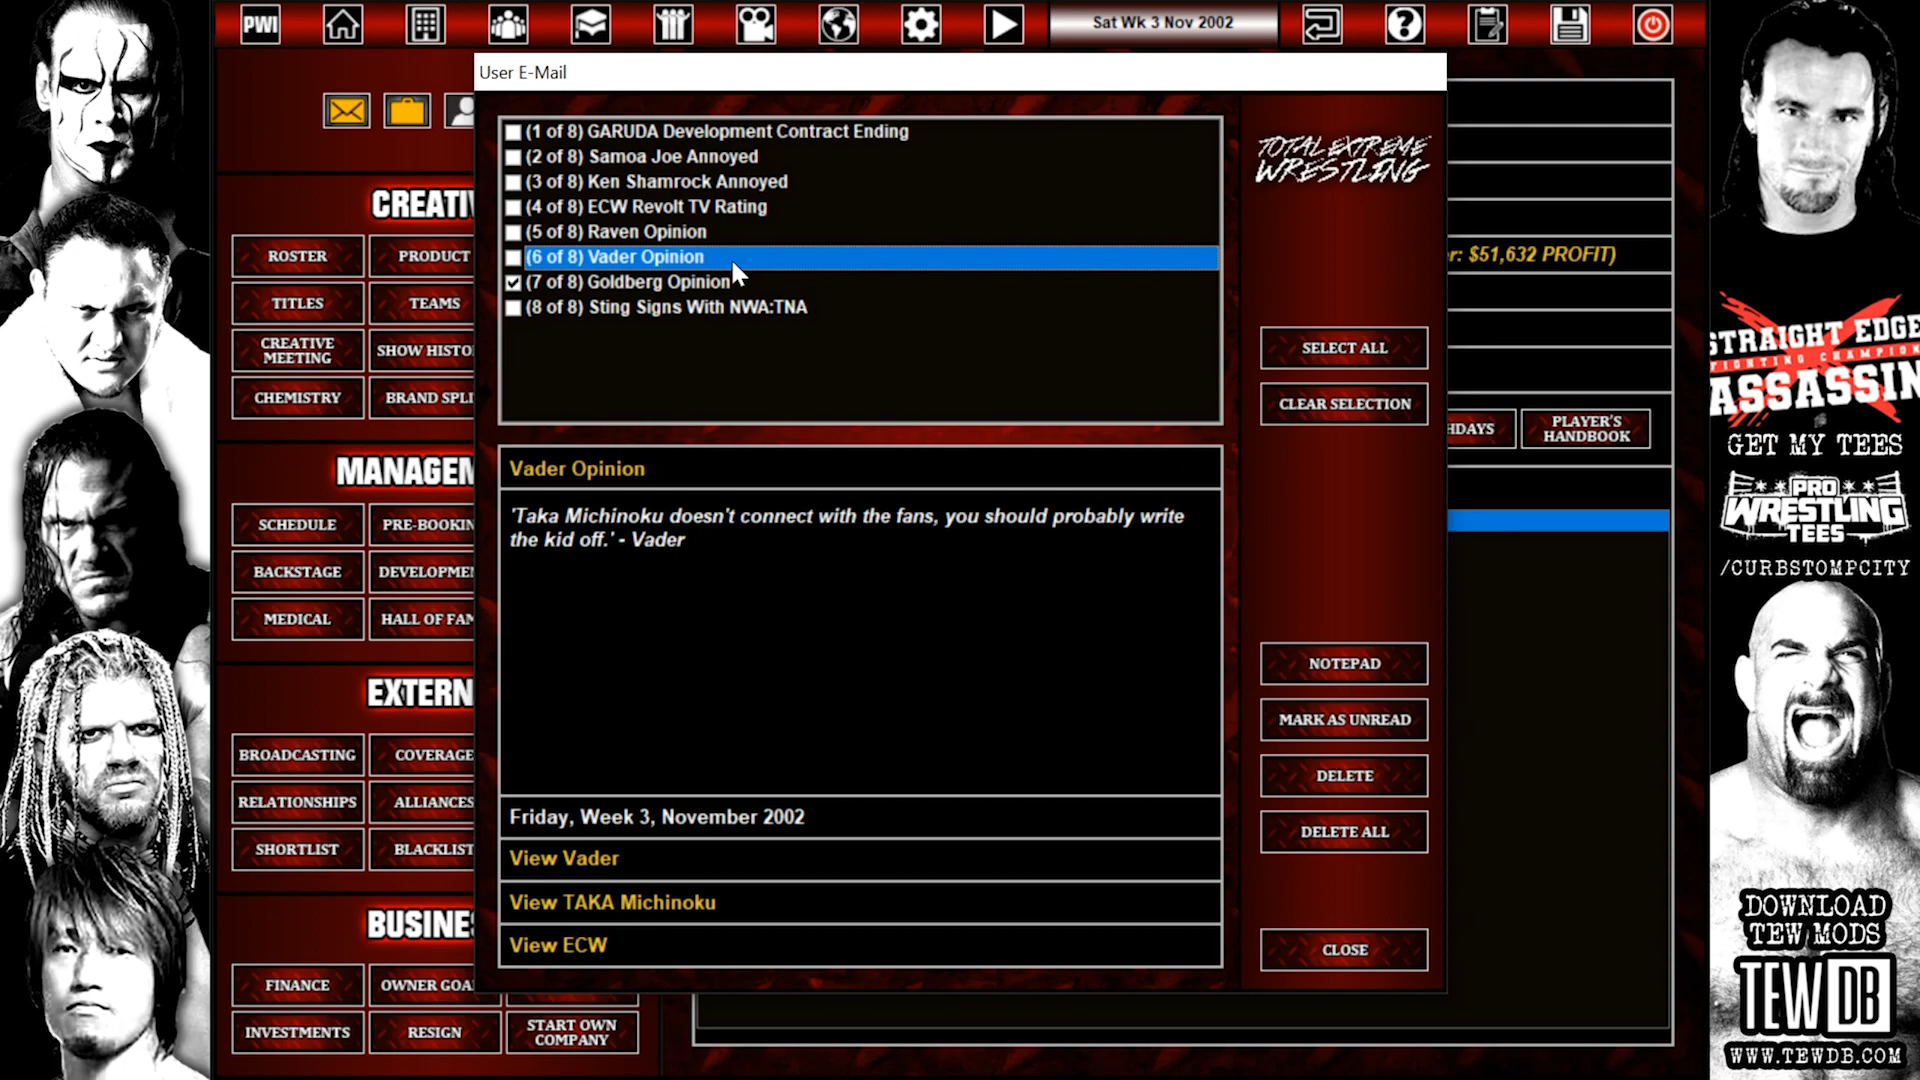 PWI
Sat Wk 3 Nov 2002
User E-Mail
(1 of 8) GARUDA Development Contract Ending
(2 of 8) Samoa Joe Annoyed
(3 of 8) Ken Shamrock Annoyed
(4 of 8) ECW Revolt TV Rating
(5 of 8) Raven Opinion
(6 of 8) Vader Opinion
(7 of 8) Goldberg Opinion
(8 of 8) Sting Signs With NWA:TNA
TOTAL EXTREME
WRESTLING
SELECT ALL
CLEAR SELECTION
Vader Opinion
'Taka Michinoku doesn't connect with the fans, you should probably write
the kid off.' - Vader
Friday, Week 3, November 2002
View Vader
View TAKA Michinoku
View ECW
NOTEPAD
MARK AS UNREAD
DELETE
DELETE ALL
CLOSE
CREATI
ROSTER
PRODUCT
TITLES
TEAMS
CREATIVE
MEETING
SHOW HISTO
CHEMISTRY
BRAND SPLI
MANAGEM
SCHEDULE
PRE-BOOKIN
BACKSTAGE
DEVELOPME
MEDICAL
HALL OF FAM
EXTERN
BROADCASTING
COVERAGE
RELATIONSHIPS
ALLIANCES
SHORTLIST
BLACKLIST
BUSINE
FINANCE
OWNER GOA
INVESTMENTS
RESIGN
START OWN
COMPANY
r: $51,632 PROFIT)
HDAYS
PLAYER'S
HANDBOOK
STRAIGHT EDGE
FIGHTING CHAMPION
ASSASSIN
GET MY TEES
PRO
WRESTLING
TEES
/CURBSTOMPCITY
DOWNLOAD
TEW MODS
TEW DB
WWW.TEWDB.COM